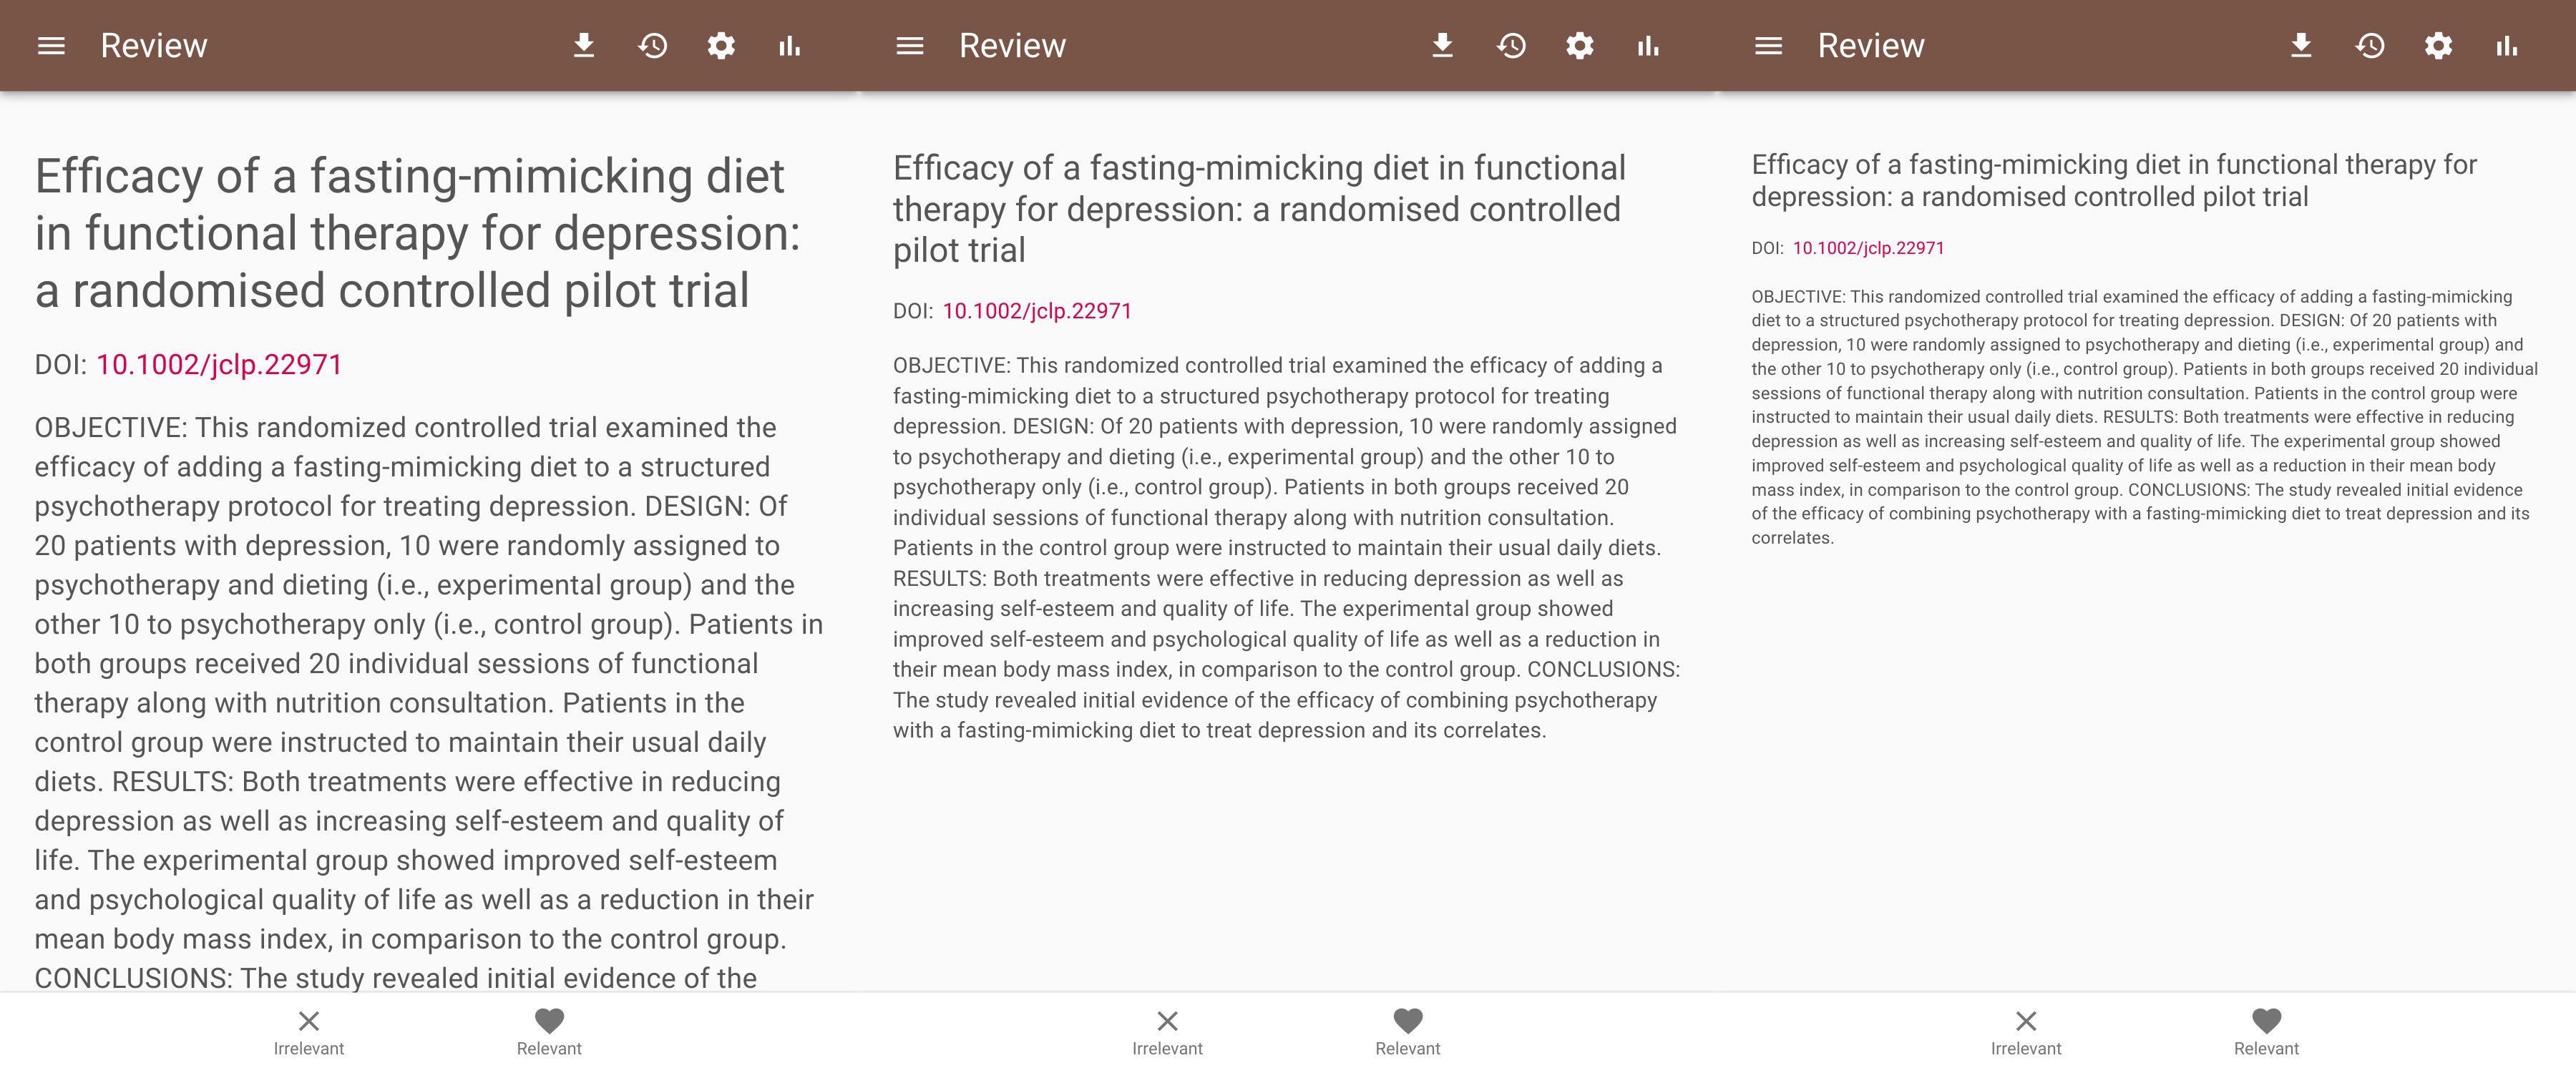 Review
Efficacy of a fasting-mimicking diet
in functional therapy for depression:
a randomised controlled pilot trial
DOI: 10.1002/jclp.22971
OBJECTIVE: This randomized controlled trial examined the
efficacy of adding a fasting-mimicking diet to a structured
psychotherapy protocol for treating depression. DESIGN: Of
20 patients with depression, 10 were randomly assigned to
psychotherapy and dieting (i.e., experimental group) and the
other 10 to psychotherapy only (i.e., control group). Patients in
both groups received 20 individual sessions of functional
therapy along with nutrition consultation. Patients in the
control group were instructed to maintain their usual daily
diets. RESULTS: Both treatments were effective in reducing
depression as well as increasing self-esteem and quality of
life. The experimental group showed improved self-esteem
and psychological quality of life as well as a reduction in their
mean body mass index, in comparison to the control group.
CONCLUSIONS: The study revealed initial evidence of the
Irrelevant
Relevant
Review
Efficacy of a fasting-mimicking diet in functional
therapy for depression: a randomised controlled
pilot trial
DOI: 10.1002/jclp.22971
OBJECTIVE: This randomized controlled trial examined the efficacy of adding a
fasting-mimicking diet to a structured psychotherapy protocol for treating
depression. DESIGN: Of 20 patients with depression, 10 were randomly assigned
to psychotherapy and dieting (i.e., experimental group) and the other 10 to
psychotherapy only (i.e., control group). Patients in both groups received 20
individual sessions of functional therapy along with nutrition consultation.
Patients in the control group were instructed to maintain their usual daily diets.
RESULTS: Both treatments were effective in reducing depression as well as
increasing self-esteem and quality of life. The experimental group showed
improved self-esteem and psychological quality of life as well as a reduction in
their mean body mass index, in comparison to the control group. CONCLUSIONS:
The study revealed initial evidence of the efficacy of combining psychotherapy
with a fasting-mimicking diet to treat depression and its correlates.
Irrelevant
Relevant
Review
Efficacy of a fasting-mimicking diet in functional therapy for
depression: a randomised controlled pilot trial
DOI: 10.1002/jclp.22971
OBJECTIVE: This randomized controlled trial examined the efficacy of adding a fasting-mimicking
diet to a structured psychotherapy protocol for treating depression. DESIGN: Of 20 patients with
depression, 10 were randomly assigned to psychotherapy and dieting (i.e., experimental group) and
the other 10 to psychotherapy only (i.e., control group). Patients in both groups received 20 individual
sessions of functional therapy along with nutrition consultation. Patients in the control group were
instructed to maintain their usual daily diets. RESULTS: Both treatments were effective in reducing
depression as well as increasing self-esteem and quality of life. The experimental group showed
improved self-esteem and psychological quality of life as well as a reduction in their mean body
mass index, in comparison to the control group. CONCLUSIONS: The study revealed initial evidence
of the efficacy of combining psychotherapy with a fasting-mimicking diet to treat depression and its
correlates.
Irrelevant
Relevant